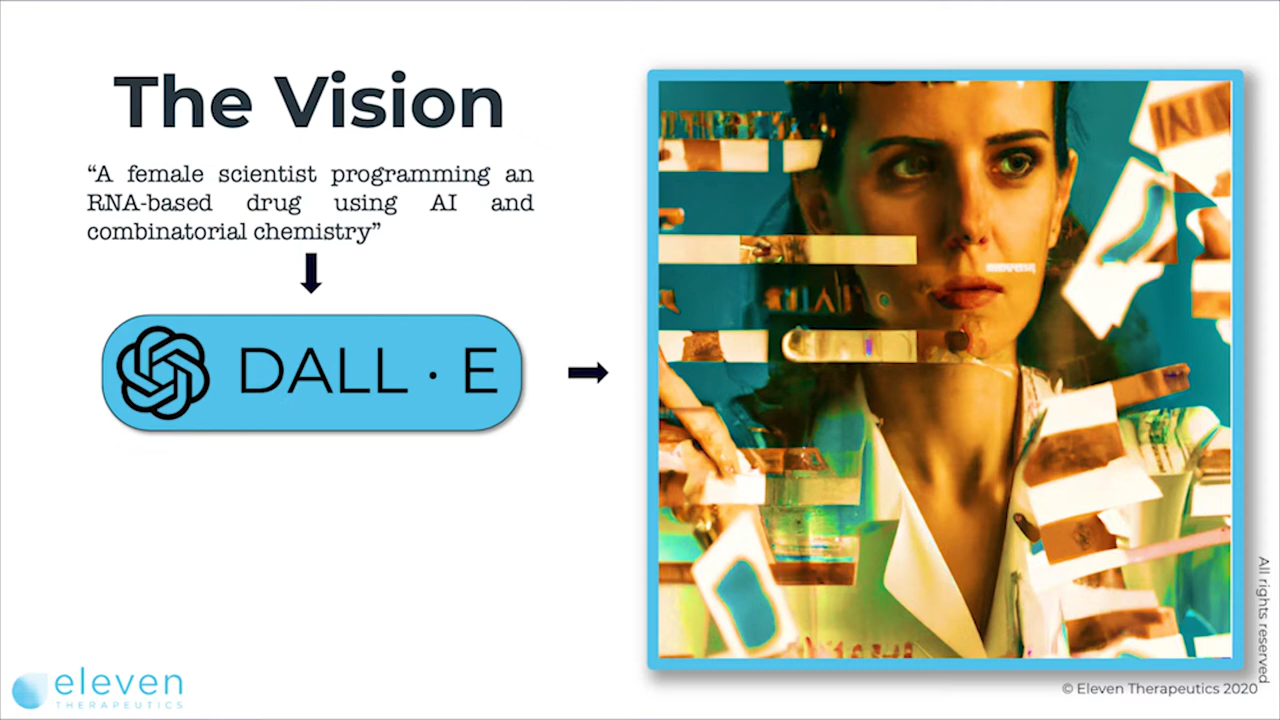 The Vision
“A female scientist programming an
RNA-based drug using AI and
combinatorial chemistry”
DALL · E
All rights reserved
eleven
THERAPEUTICS
© Eleven Therapeutics 2020